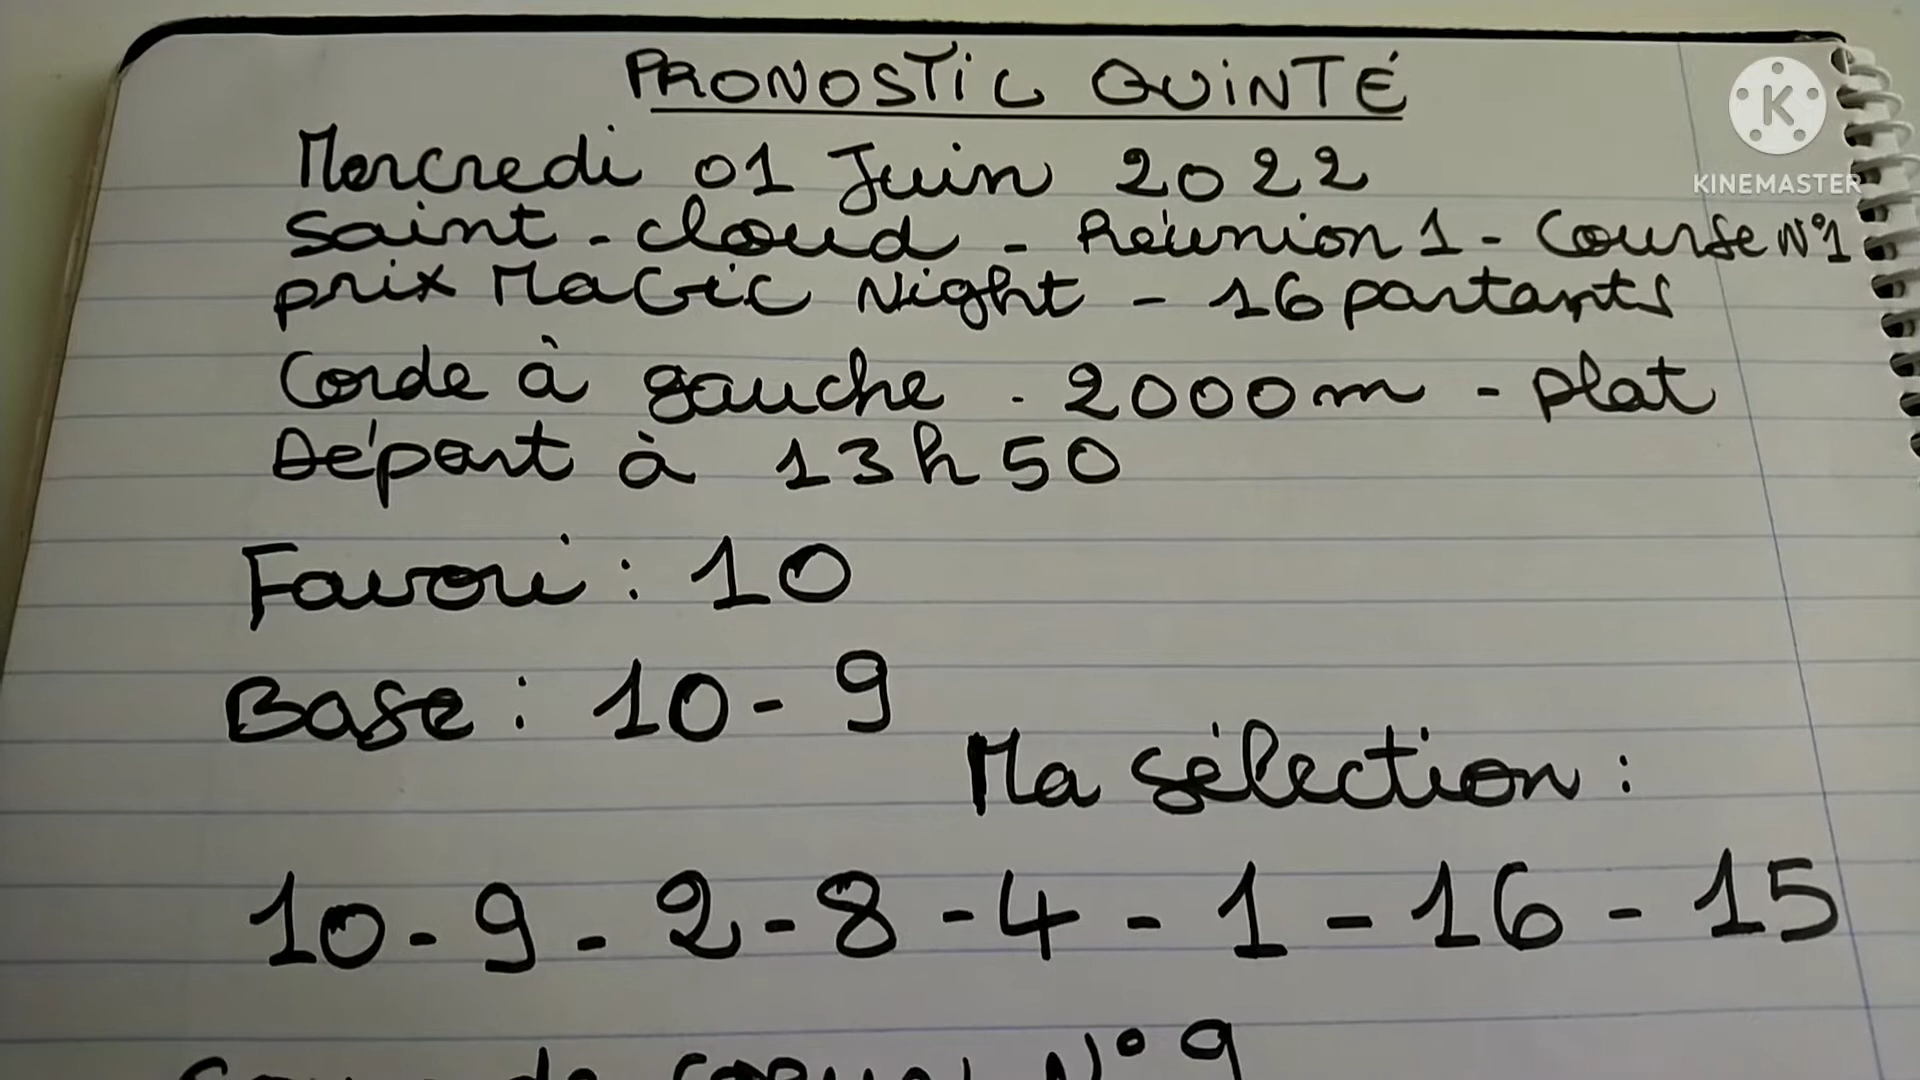 PRONOSTIC QUINTÉ
Mercredi 01 Juin 2022
Saint-Cloud - Réunion 1 - Course N°1
prix Magic Night - 16 partants
Corde à gauche . 2000m - plat
Départ à 13h50
Favori : 10
Base : 10 - 9
Ma sélection :
10 - 9 - 2 - 8 - 4 - 1 - 16 - 15
N° 9
KINEMASTER